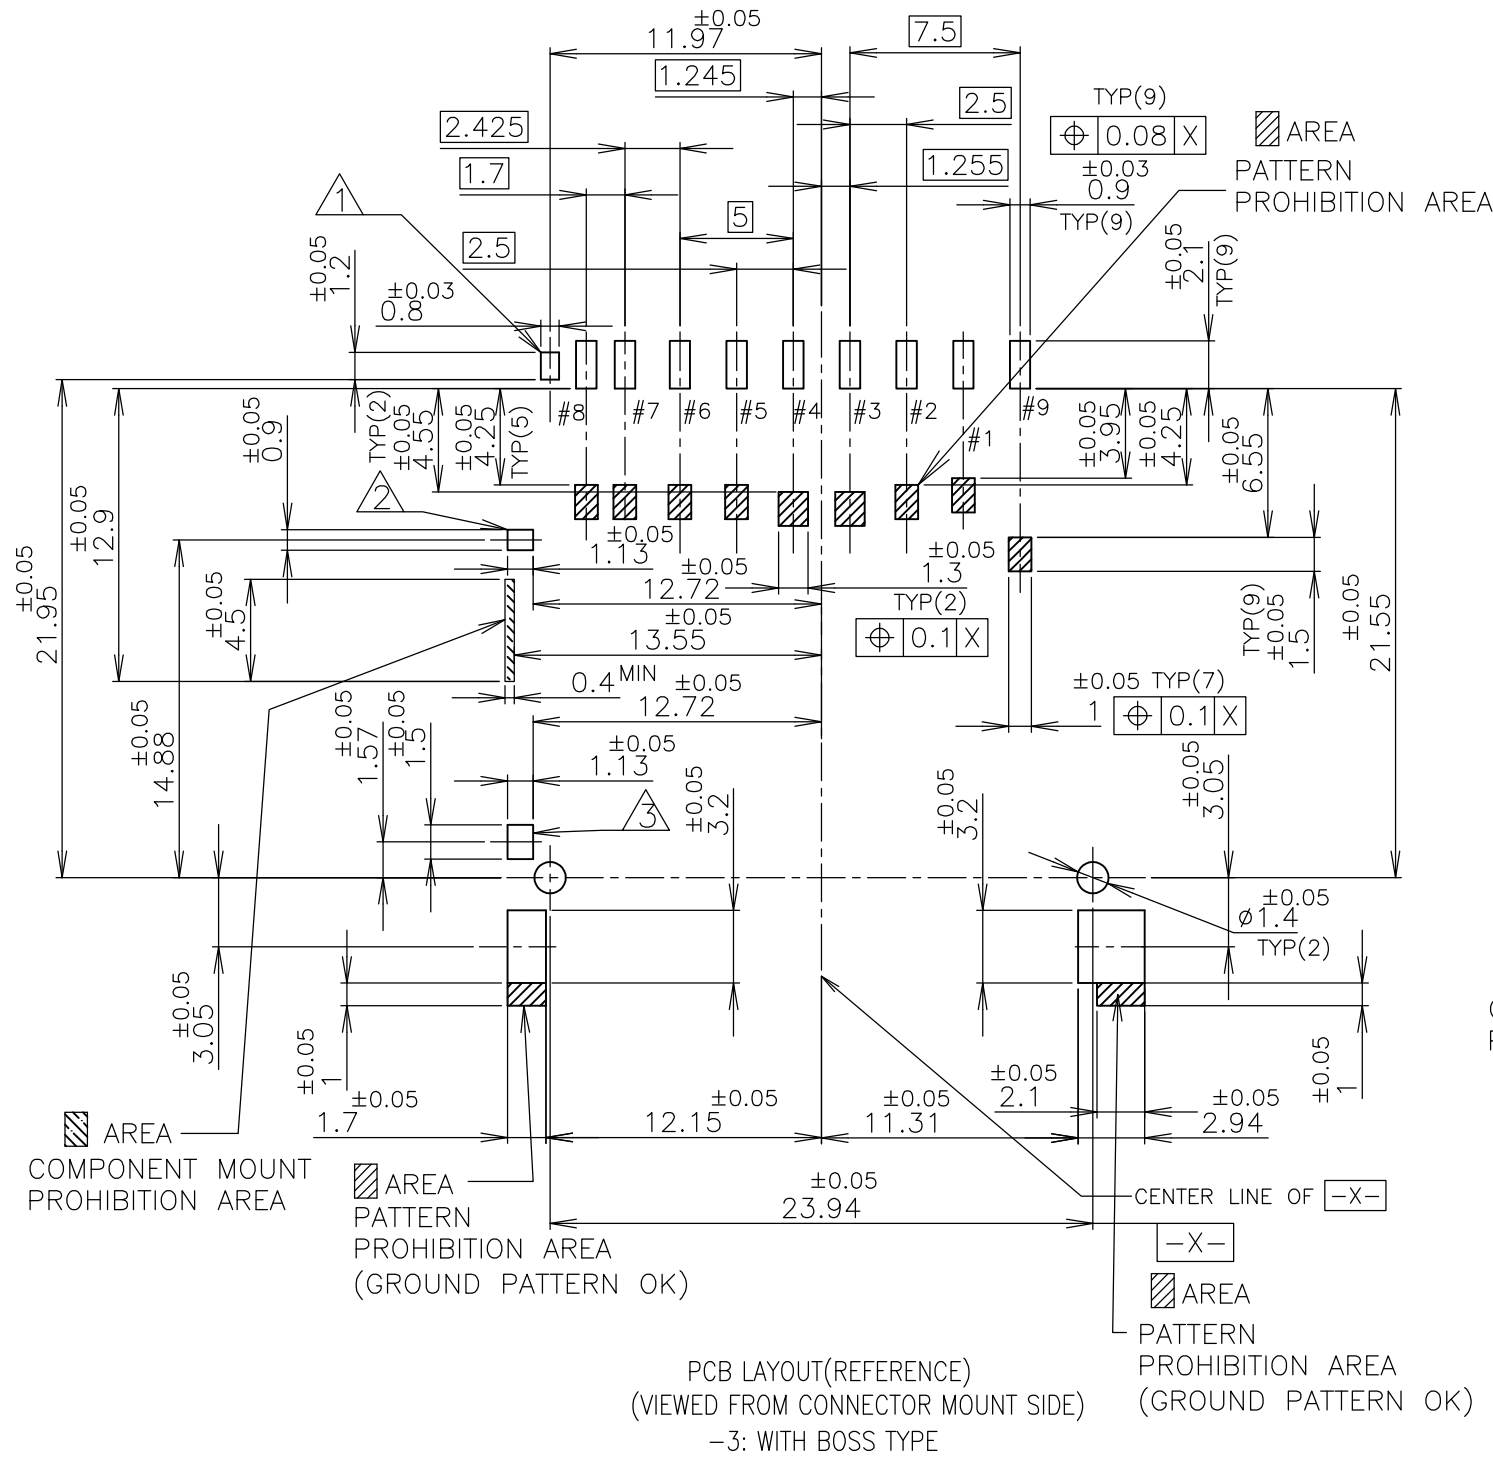 ±0.05
11.97
7.5
1.245
2.5
TYP(9)
⌖ 0.08 X
AREA
PATTERN
PROHIBITION AREA
2.425
1.255
±0.03
0.9
TYP(9)
1.7
1
5
2.5
±0.05
1.2
±0.03
0.8
±0.05
2.1
TYP(9)
#8
#7
#6
#5
#4
#3
#2
#9
#1
TYP(2)
±0.05
4.55
±0.05
4.25
TYP(5)
±0.05
3.95
±0.05
4.25
±0.05
6.55
±0.05
0.9
2
±0.05
12.9
±0.05
1.13
±0.05
12.72
±0.05
1.3
TYP(2)
⌖ 0.1 X
±0.05
21.95
±0.05
4.5
±0.05
13.55
0.4 MIN
±0.05
12.72
TYP(9)
±0.05
1.5
±0.05
21.55
±0.05 TYP(7)
1
⌖ 0.1 X
±0.05
14.88
±0.05
1.57
±0.05
1.5
±0.05
1.13
3
±0.05
3.2
±0.05
3.2
±0.05
3.05
±0.05
ø1.4
TYP(2)
±0.05
3.05
±0.05
1
±0.05
1.7
±0.05
12.15
±0.05
11.31
±0.05
2.1
±0.05
2.94
±0.05
1
AREA
COMPONENT MOUNT
PROHIBITION AREA
AREA
PATTERN
PROHIBITION AREA
(GROUND PATTERN OK)
±0.05
23.94
CENTER LINE OF -X-
-X-
AREA
PATTERN
PROHIBITION AREA
(GROUND PATTERN OK)
PCB LAYOUT(REFERENCE)
(VIEWED FROM CONNECTOR MOUNT SIDE)
-3: WITH BOSS TYPE